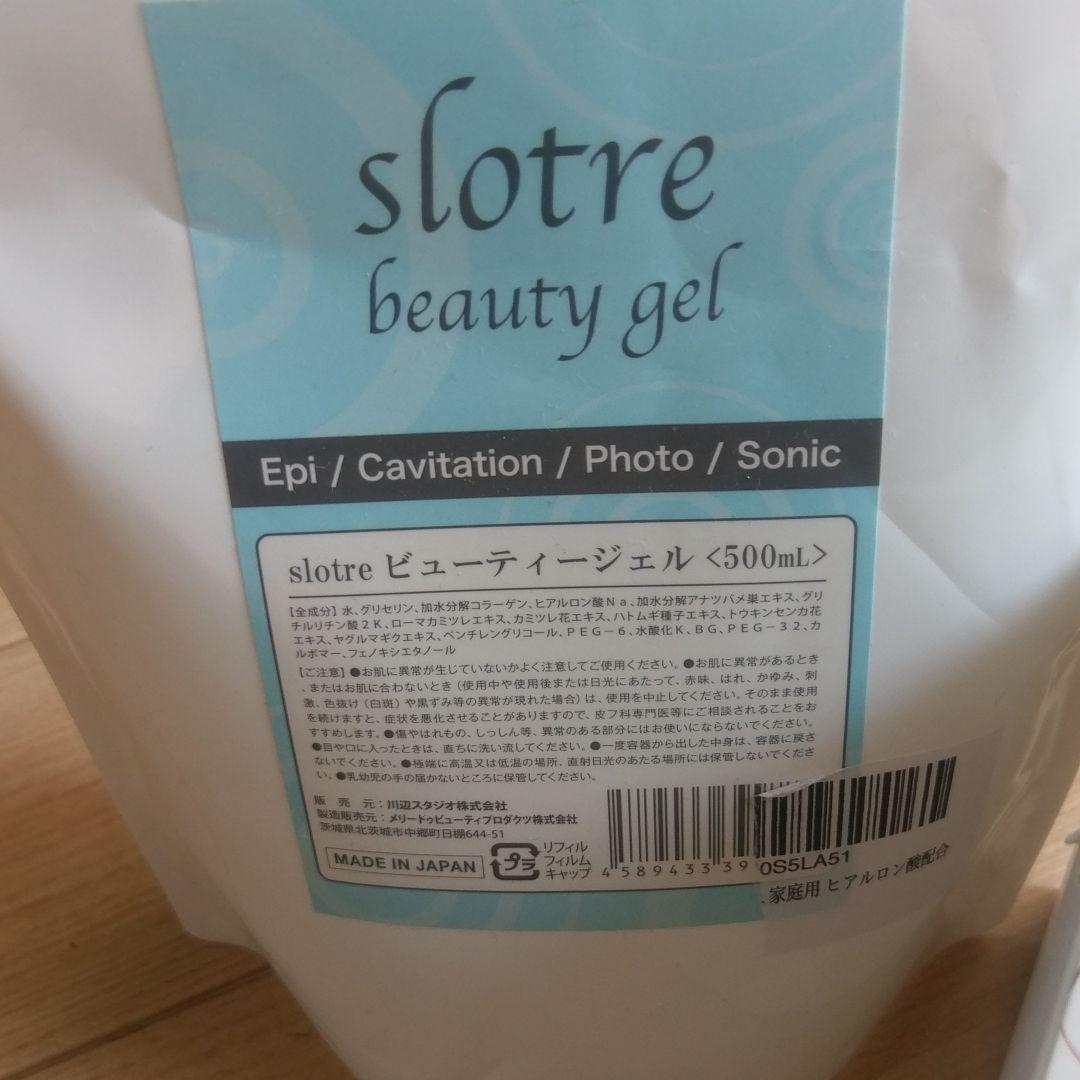 slotre
beauty gel
Epi / Cavitation / Photo / Sonic
slotre ビューティージェル <500mL>
【全成分】水、グリセリン、加水分解コラーゲン、ヒアルロン酸Ｎａ、加水分解アナツバメ巣エキス、グリ
チルリチン酸２Ｋ、ローマカミツレエキス、カミツレ花エキス、ハトムギ種子エキス、トウキンセンカ花
エキス、ヤグルマギクエキス、ペンチレングリコール、ＰＥＧ－６、水酸化Ｋ、ＢＧ、ＰＥＧ－３２、カ
ルボマー、フェノキシエタノール
【ご注意】●お肌に異常が生じていないかよく注意してご使用ください。●お肌に異常があるとき
、またはお肌に合わないとき（使用中や使用後または日光にあたって、赤味、はれ、かゆみ、刺
激、色抜け（白斑）や黒ずみ等の異常が現れた場合）は、使用を中止してください。そのまま使用
を続けますと、症状を悪化させることがありますので、皮フ科専門医等にご相談されることをお
すすめします。●傷やはれもの、しっしん等、異常のある部分にはお使いにならないでください。
●目や口に入ったときは、直ちに洗い流してください。●一度容器から出した中身は、容器に戻さ
ないでください。●極端に高温又は低温の場所、直射日光のあたる場所には保管しないでくださ
い。●乳幼児の手の届かないところに保管してください。
販 売 元：川辺スタジオ株式会社
製造販売元：メリードゥビューティプロダクツ株式会社
茨城県北茨城市中郷町日棚644-51
MADE IN JAPAN
プラ
リフィル
フィルム
キャップ
4 589433 39
0S5LA51
、家庭用 ヒアルロン酸配合